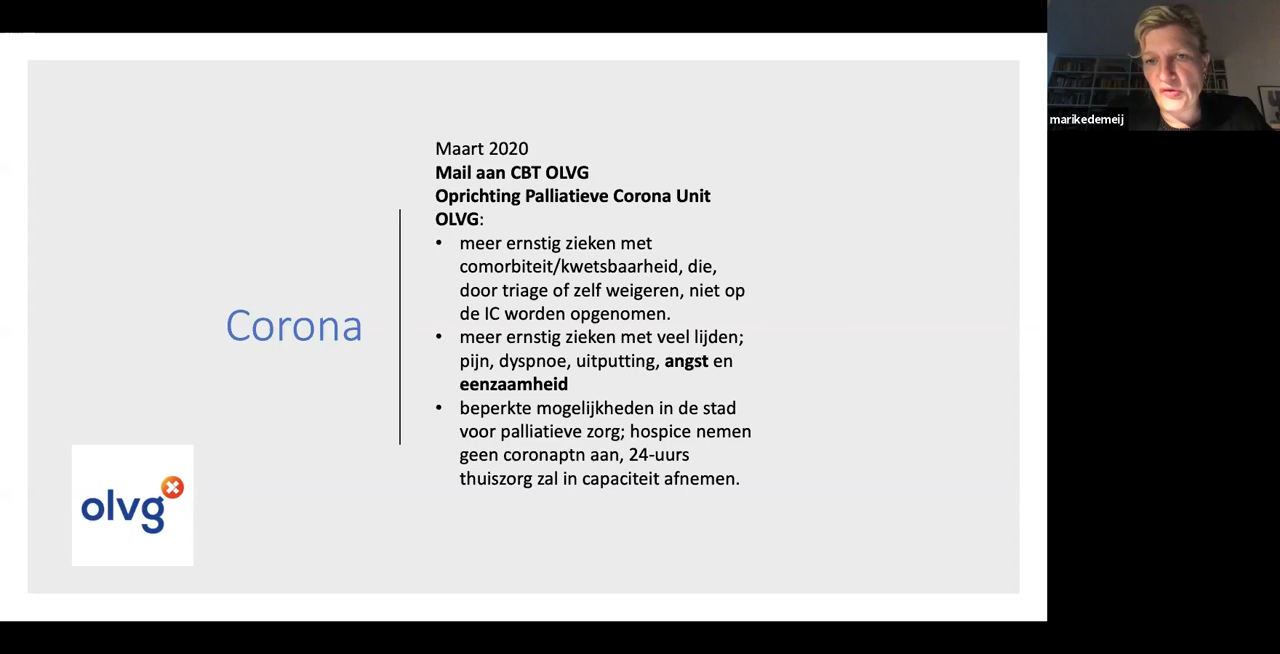 marikedemeij
Maart 2020
Mail aan CBT OLVG
Oprichting Palliatieve Corona Unit
OLVG:
• meer ernstig zieken met
comorbiteit/kwetsbaarheid, die,
door triage of zelf weigeren, niet op
de IC worden opgenomen.
• meer ernstig zieken met veel lijden;
pijn, dyspnoe, uitputting, angst en
eenzaamheid
• beperkte mogelijkheden in de stad
voor palliatieve zorg; hospice nemen
geen coronaptn aan, 24-uurs
thuiszorg zal in capaciteit afnemen.
Corona
olvg